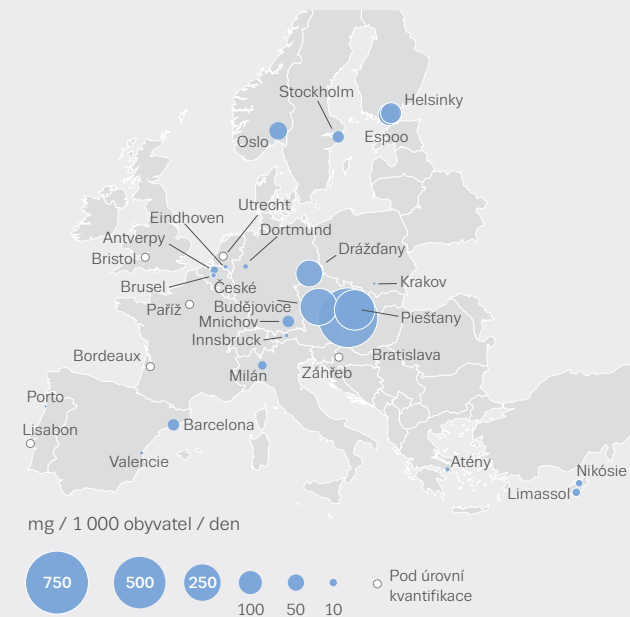 Stockholm
Helsinky
Oslo
Espoo
Utrecht
Eindhoven
Dortmund
Antverpy
Drážďany
Bristol
Krakov
Brusel
České
Budějovice
Paříž
Mnichov
Piešťany
Innsbruck
Bratislava
Bordeaux
Záhřeb
Milán
Porto
Barcelona
Lisabon
Valencie
Atény
Nikósie
Limassol
mg / 1 000 obyvatel / den
750
500
250
100
50
10
Pod úrovní
kvantifikace